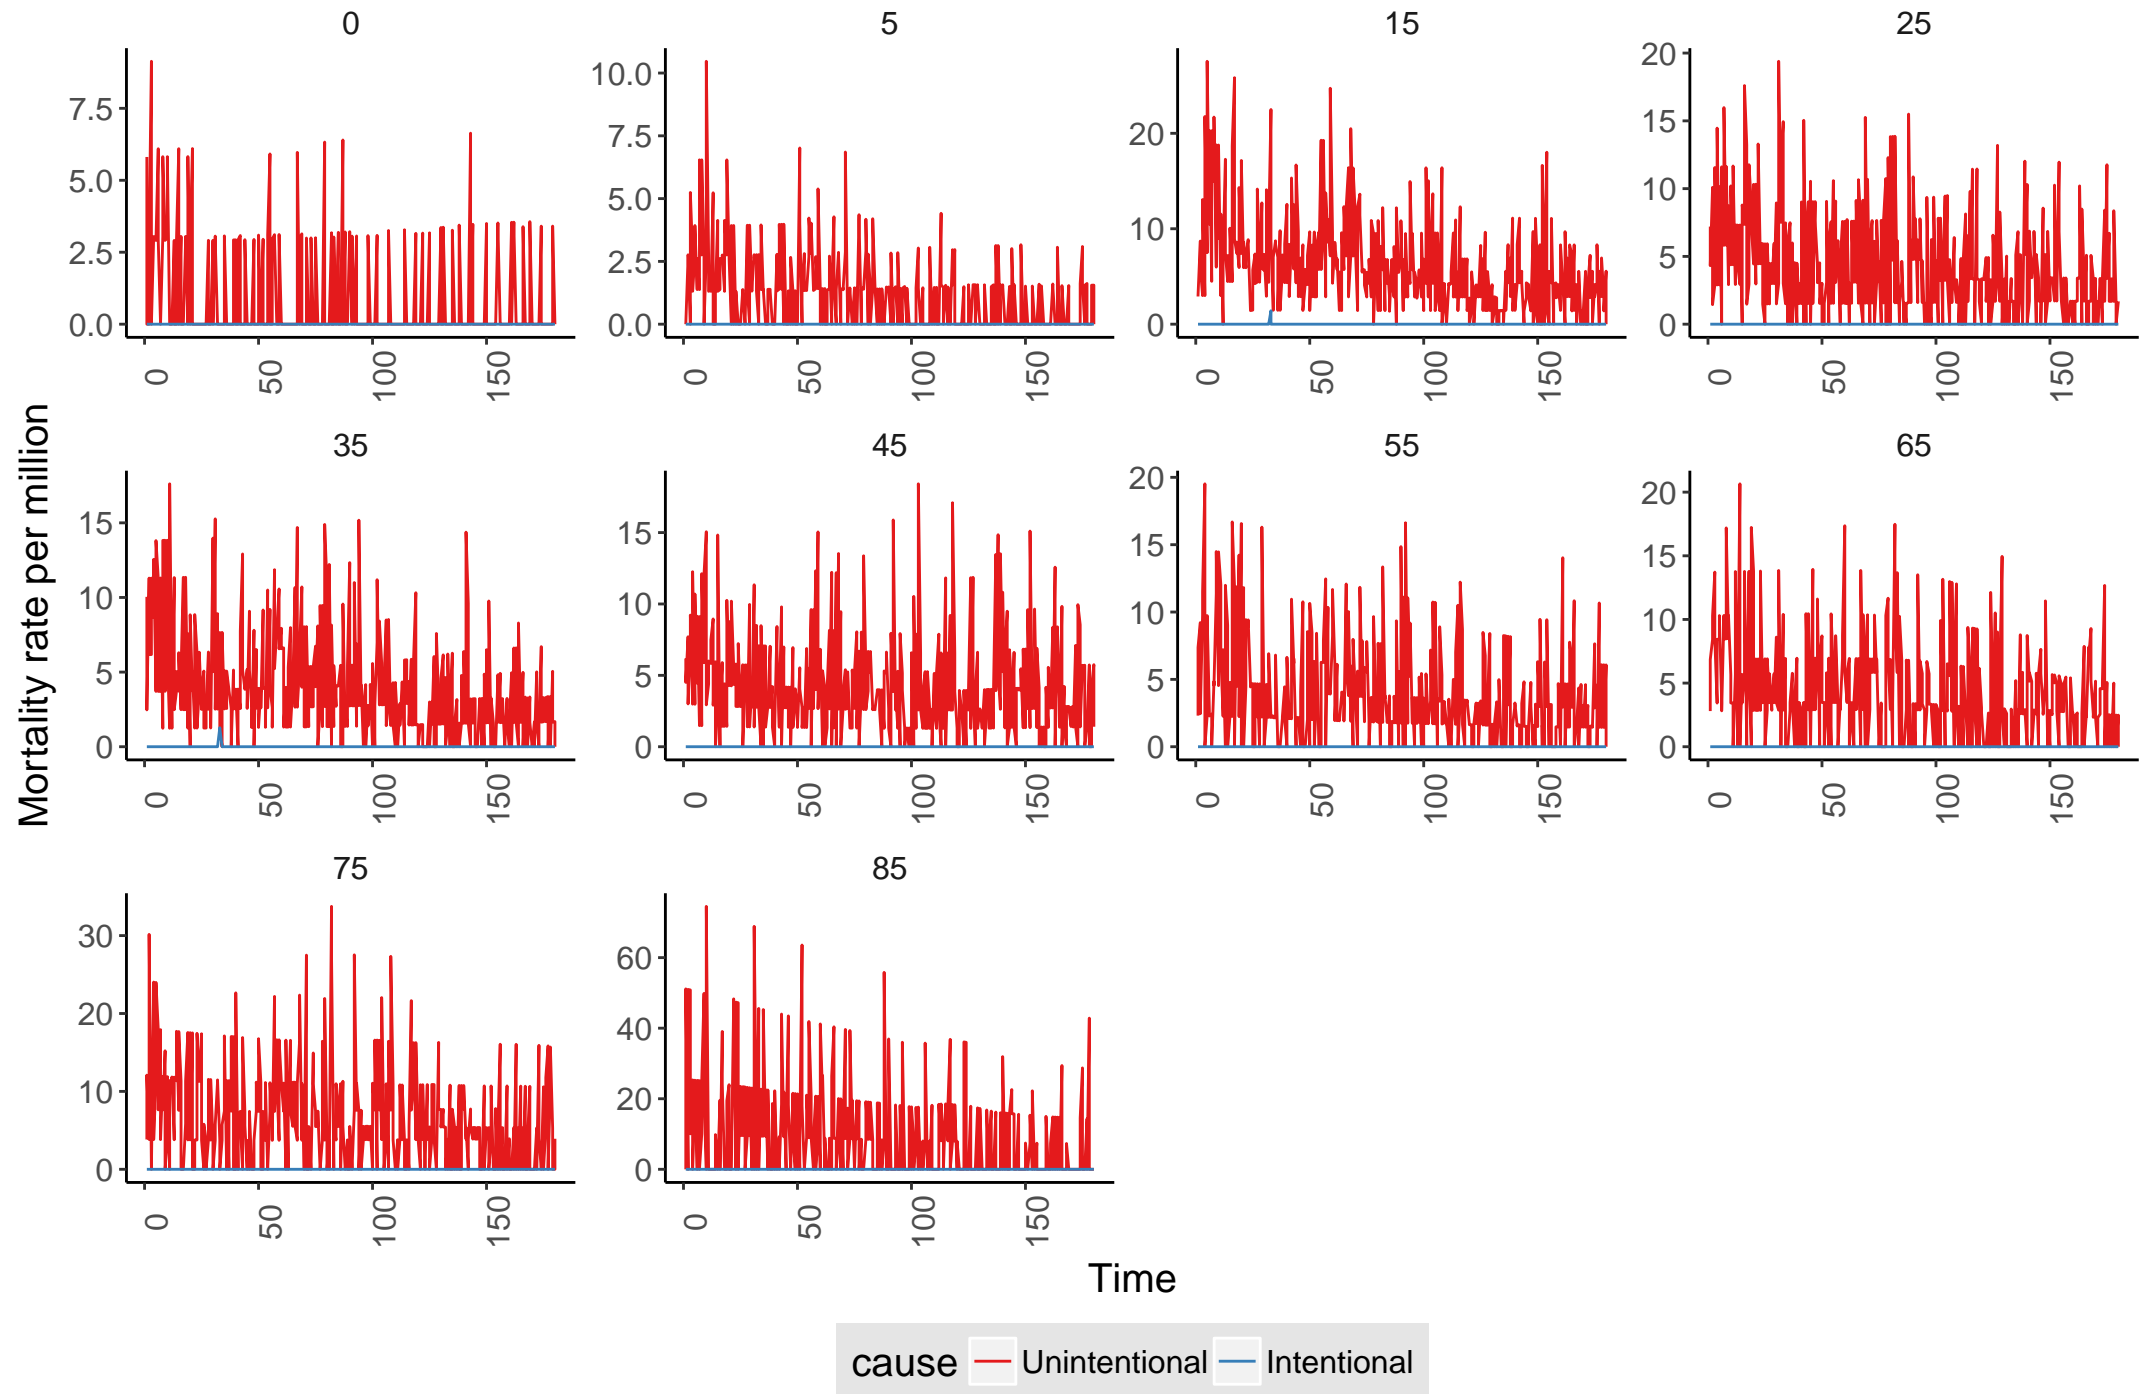 0 5 15 25
7.5 5.0 2.5 0.0
10.0 7.5 5.0 2.5 0.0
20 10 0
20 15 10 5 0
0 50 100 150
0 50 100 150
0 50 100 150
0 50 100 150
Mortality rate per million
35 45 55 65
15 10 5 0
15 10 5 0
20 15 10 5 0
20 15 10 5 0
0 50 100 150
0 50 100 150
0 50 100 150
0 50 100 150
75 85
30 20 10 0
60 40 20 0
0 50 100 150
0 50 100 150
Time
cause Unintentional Intentional